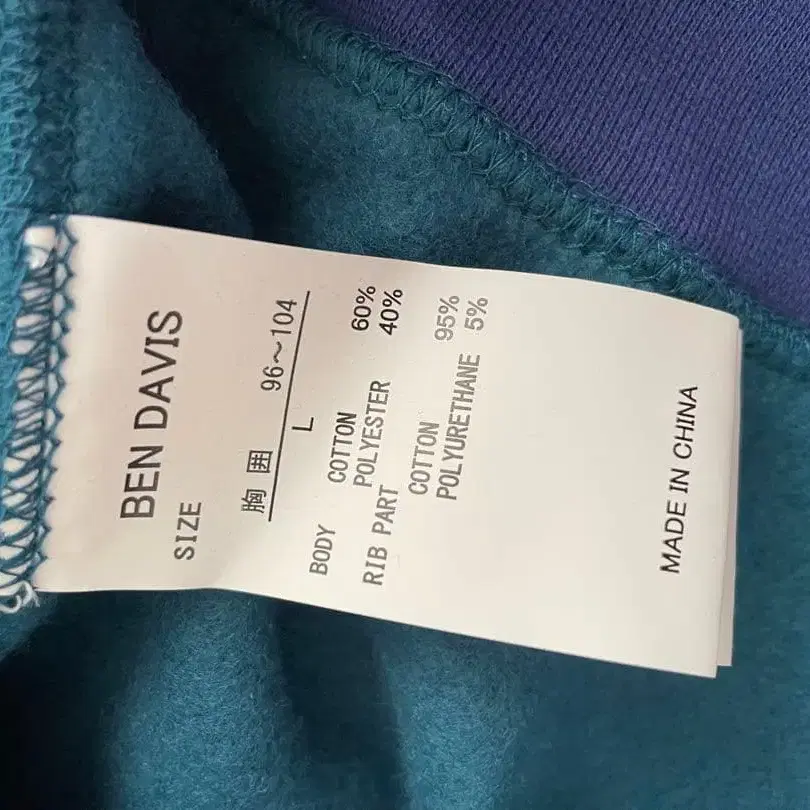 BEN DAVIS
SIZE
胸囲 96～104
L
BODY
COTTON 60%
POLYESTER 40%
RIB PART
COTTON 95%
POLYURETHANE 5%
MADE IN CHINA